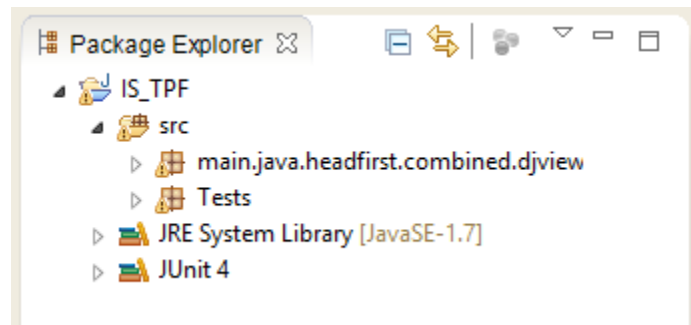 Package Explorer
IS_TPF
src
main.java.headfirst.combined.djview
Tests
JRE System Library [JavaSE-1.7]
JUnit 4